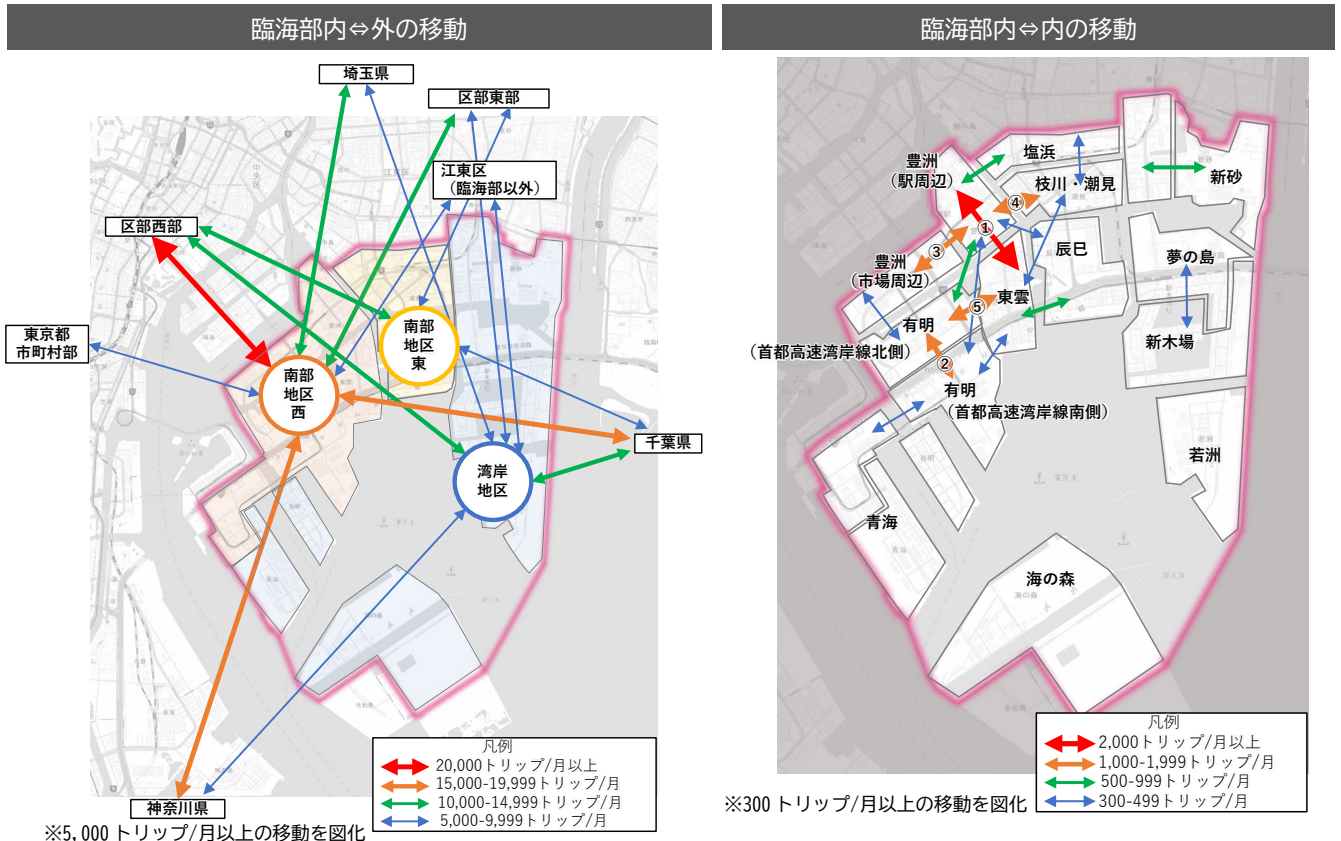 臨海部内⇔外の移動
埼玉県
区部東部
江東区
（臨海部以外）
区部西部
東京都
市町村部
南部
地区
東
南部
地区
西
湾岸
地区
千葉県
神奈川県
凡例
20,000トリップ/月以上
15,000-19,999トリップ/月
10,000-14,999トリップ/月
5,000-9,999トリップ/月
※5,000 トリップ/月以上の移動を図化
臨海部内⇔内の移動
塩浜
豊洲
（駅周辺）
枝川・潮見
新砂
④
①
③
辰巳
夢の島
豊洲
（市場周辺）
東雲
⑤
有明
（首都高速湾岸線北側）
新木場
②
有明
（首都高速湾岸線南側）
若洲
青海
海の森
凡例
2,000トリップ/月以上
1,000-1,999トリップ/月
500-999トリップ/月
300-499トリップ/月
※300 トリップ/月以上の移動を図化